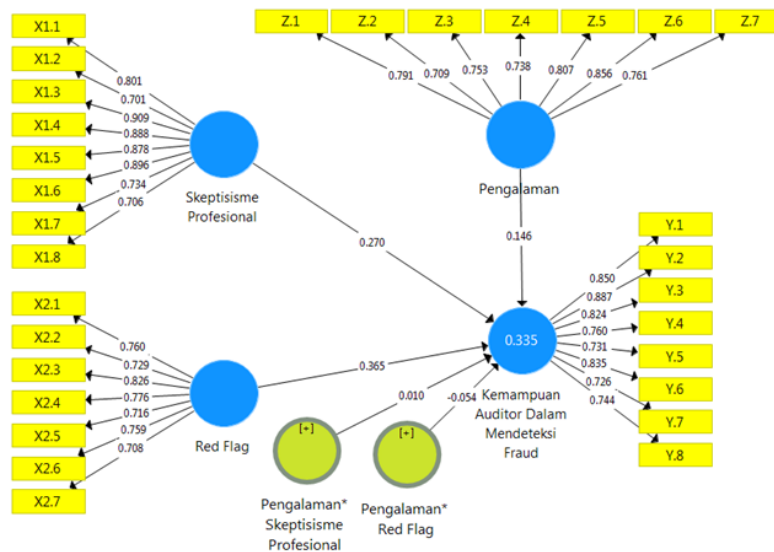 X1.1
X1.2
X1.3
X1.4
X1.5
X1.6
X1.7
X1.8
0.801
0.701
0.909
0.888
0.878
0.896
0.734
0.706
Skeptisisme
Profesional
Z.1
Z.2
Z.3
Z.4
Z.5
Z.6
Z.7
0.791
0.709
0.753
0.738
0.807
0.856
0.761
Pengalaman
0.270
0.146
X2.1
X2.2
X2.3
X2.4
X2.5
X2.6
X2.7
0.760
0.729
0.826
0.776
0.716
0.759
0.708
Red Flag
0.365
0.010
-0.054
[+]
Pengalaman*
Skeptisisme
Profesional
[+]
Pengalaman*
Red Flag
0.335
Kemampuan
Auditor Dalam
Mendeteksi
Fraud
0.850
0.887
0.824
0.760
0.731
0.835
0.726
0.744
Y.1
Y.2
Y.3
Y.4
Y.5
Y.6
Y.7
Y.8